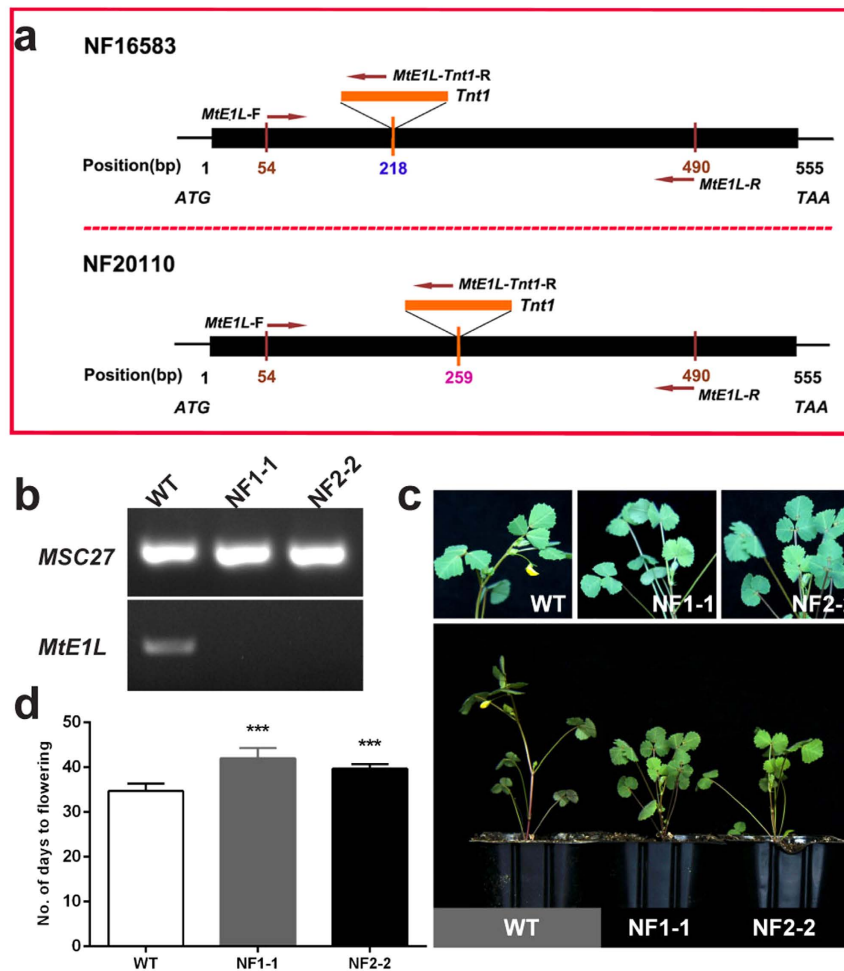 a
NF16583
MtE1L-Tnt1-R
Tnt1
MtE1L-F
Position(bp) 1 54 218 490 555
MtE1L-R
ATG TAA
NF20110
MtE1L-Tnt1-R
Tnt1
MtE1L-F
Position(bp) 1 54 259 490 555
MtE1L-R
ATG TAA
b
WT NF1-1 NF2-2
MSC27
MtE1L
c
WT NF1-1 NF2-
WT NF1-1 NF2-2
d
No. of days to flowering
50
40
30
20
10
0
*** ***
WT NF1-1 NF2-2